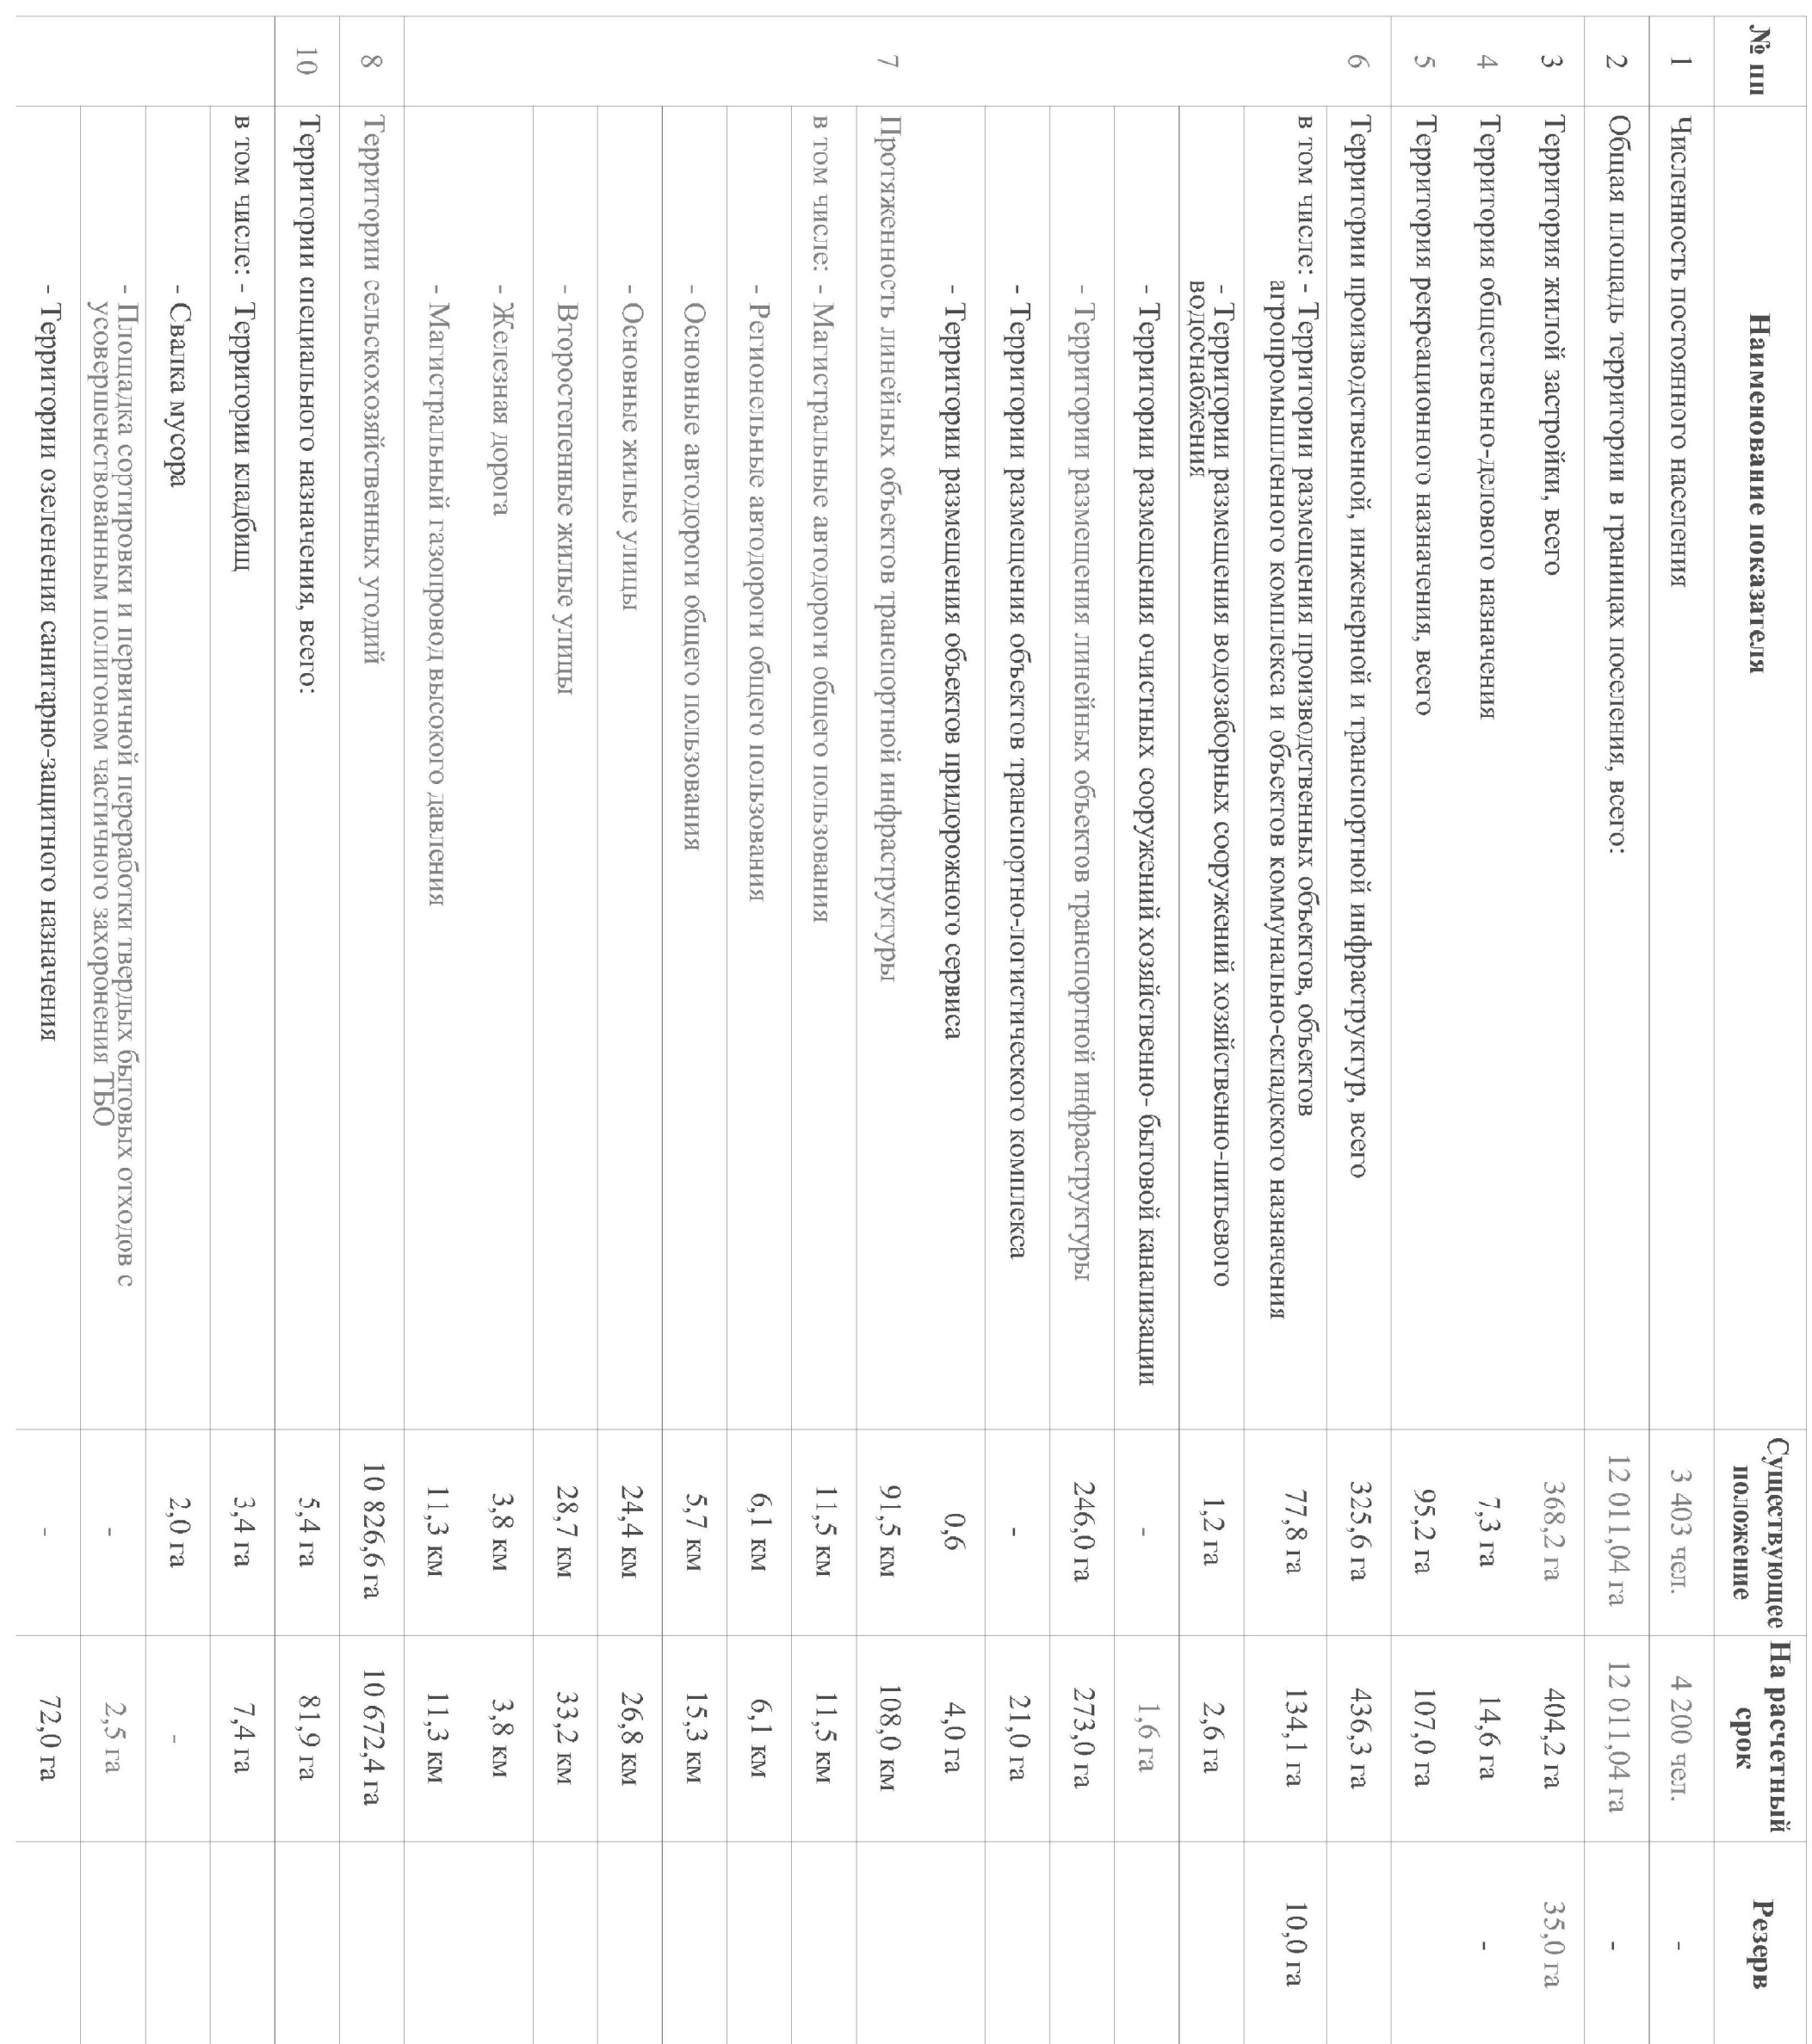 № пп Наименование показателя Существующее положение На расчетный срок Резерв
1 Численность постоянного населения 3 403 чел. 4 200 чел. -
2 Общая площадь территории в границах поселения, всего: 12 011,04 га 12 011,04 га -
3 Территория жилой застройки, всего 368,2 га 404,2 га 35,0 га
4 Территория общественно-делового назначения 7,3 га 14,6 га -
5 Территория рекреационного назначения, всего 95,2 га 107,0 га
6 Территории производственной, инженерной и транспортной инфраструктур, всего 325,6 га 436,3 га
в том числе: - Территории размещения производственных объектов, объектов
агропромышленного комплекса и объектов коммунально-складского назначения 77,8 га 134,1 га 10,0 га
- Территории размещения водозаборных сооружений хозяйственно-питьевого
водоснабжения 1,2 га 2,6 га
- Территории размещения очистных сооружений хозяйственно- бытовой канализации - 1,6 га
- Территории размещения линейных объектов транспортной инфраструктуры 246,0 га 273,0 га
- Территории размещения объектов транспортно-логистического комплекса - 21,0 га
- Территории размещения объектов придорожного сервиса 0,6 4,0 га
7 Протяженность линейных объектов транспортной инфраструктуры 91,5 км 108,0 км
в том числе: - Магистральные автодороги общего пользования 11,5 км 11,5 км
- Регионельные автодороги общего пользования 6,1 км 6,1 км
- Основные автодороги общего пользования 5,7 км 15,3 км
- Основные жилые улицы 24,4 км 26,8 км
- Второстепенные жилые улицы 28,7 км 33,2 км
- Железная дорога 3,8 км 3,8 км
- Магистральный газопровод высокого давления 11,3 км 11,3 км
8 Территории сельскохозяйственных угодий 10 826,6 га 10 672,4 га
10 Территории специального назначения, всего: 5,4 га 81,9 га
в том числе: - Территории кладбищ 3,4 га 7,4 га
- Свалка мусора 2,0 га -
- Площадка сортировки и первичной переработки твердых бытовых отходов с
усовершенствованным полигоном частичного захоронения ТБО - 2,5 га
- Территории озеленения санитарно-защитного назначения - 72,0 га